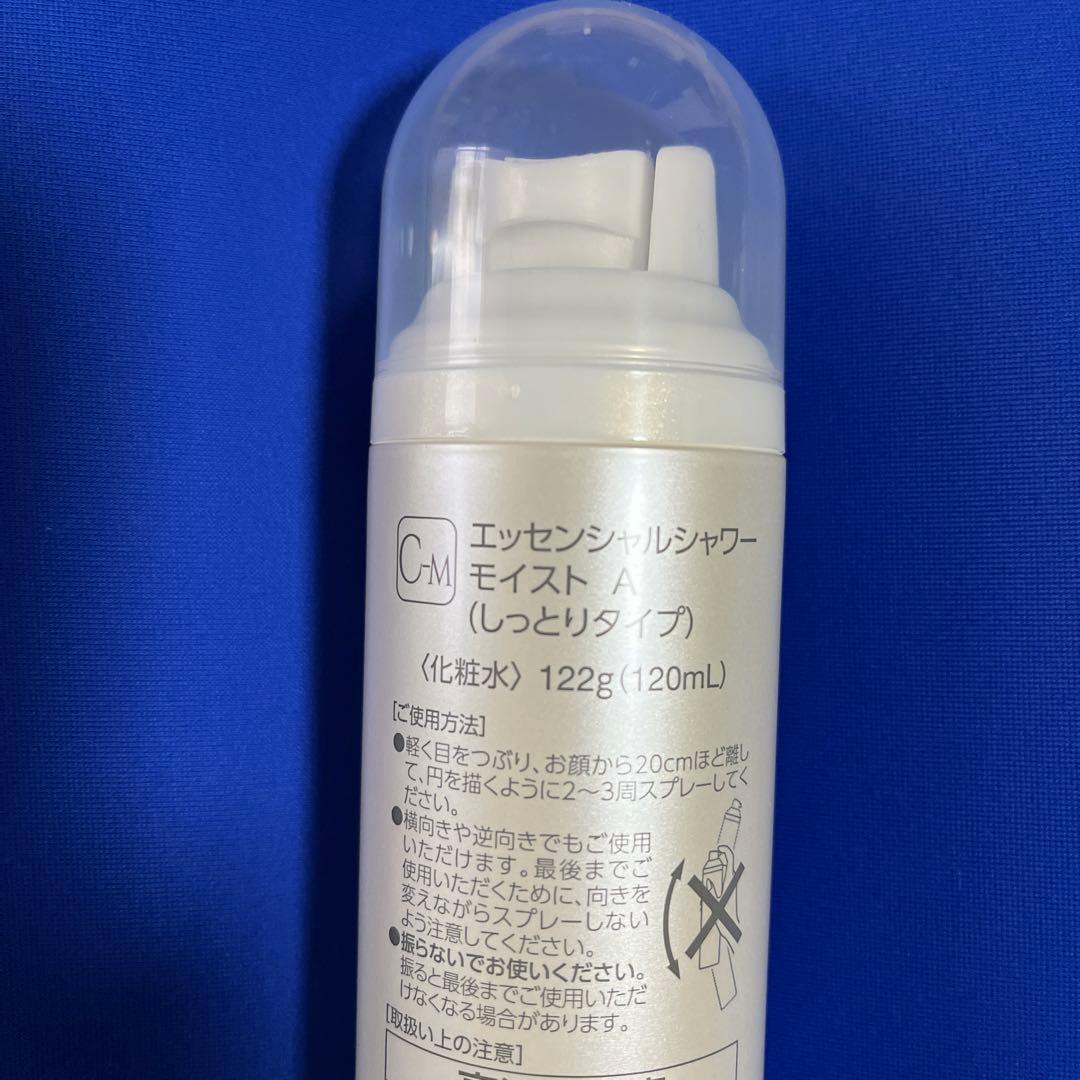 C-M
エッセンシャルシャワー
モイスト A
(しっとりタイプ)
〈化粧水〉 122g(120mL)
[ご使用方法]
●軽く目をつぶり、お顔から20cmほど離し
て、円を描くように2〜3周スプレーしてく
ださい。
●横向きや逆向きでもご使用
いただけます。最後までご
使用いただくために、向きを
変えながらスプレーしない
よう注意してください。
●振らないでお使いください。
振ると最後までご使用いただ
けなくなる場合があります。
[取扱い上の注意]